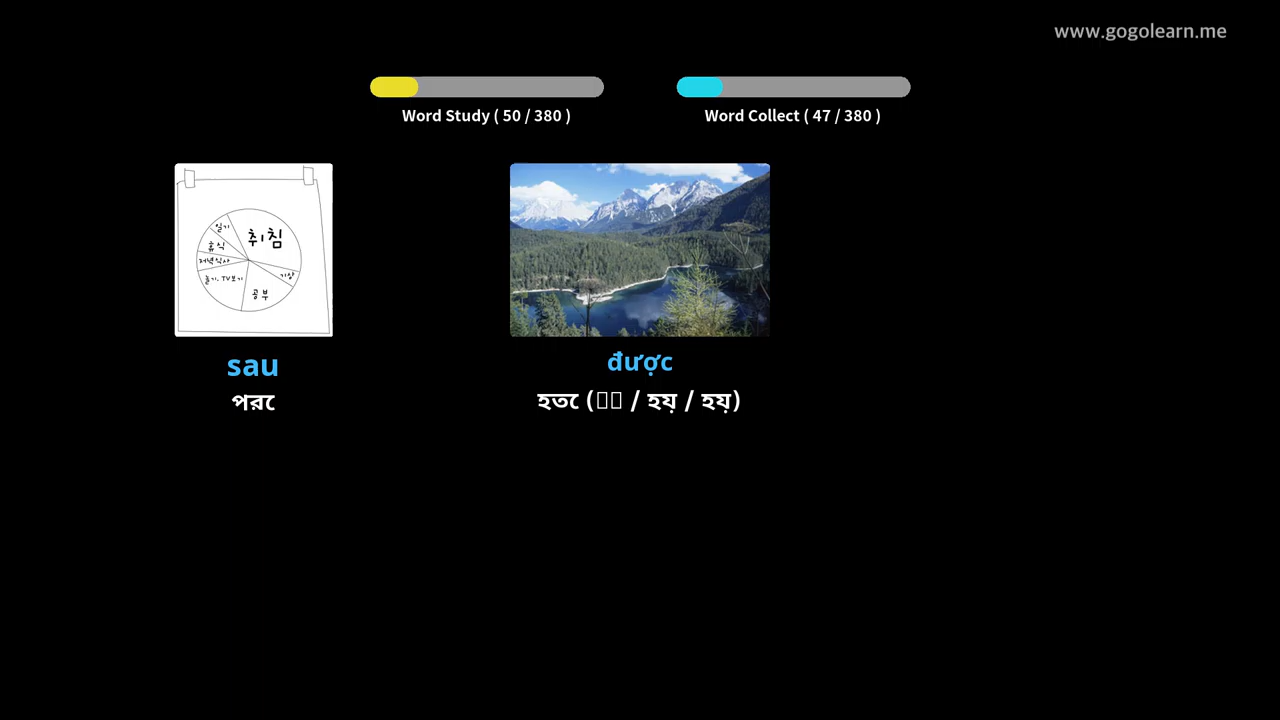 www.gogolearn.me
Word Study ( 50 / 380 )
Word Collect ( 47 / 380 )
취침
일기
휴식
저녁식사
놀기, TV보기
기상
공부
sau
পরে
được
হতে ( / হয় / হয়)